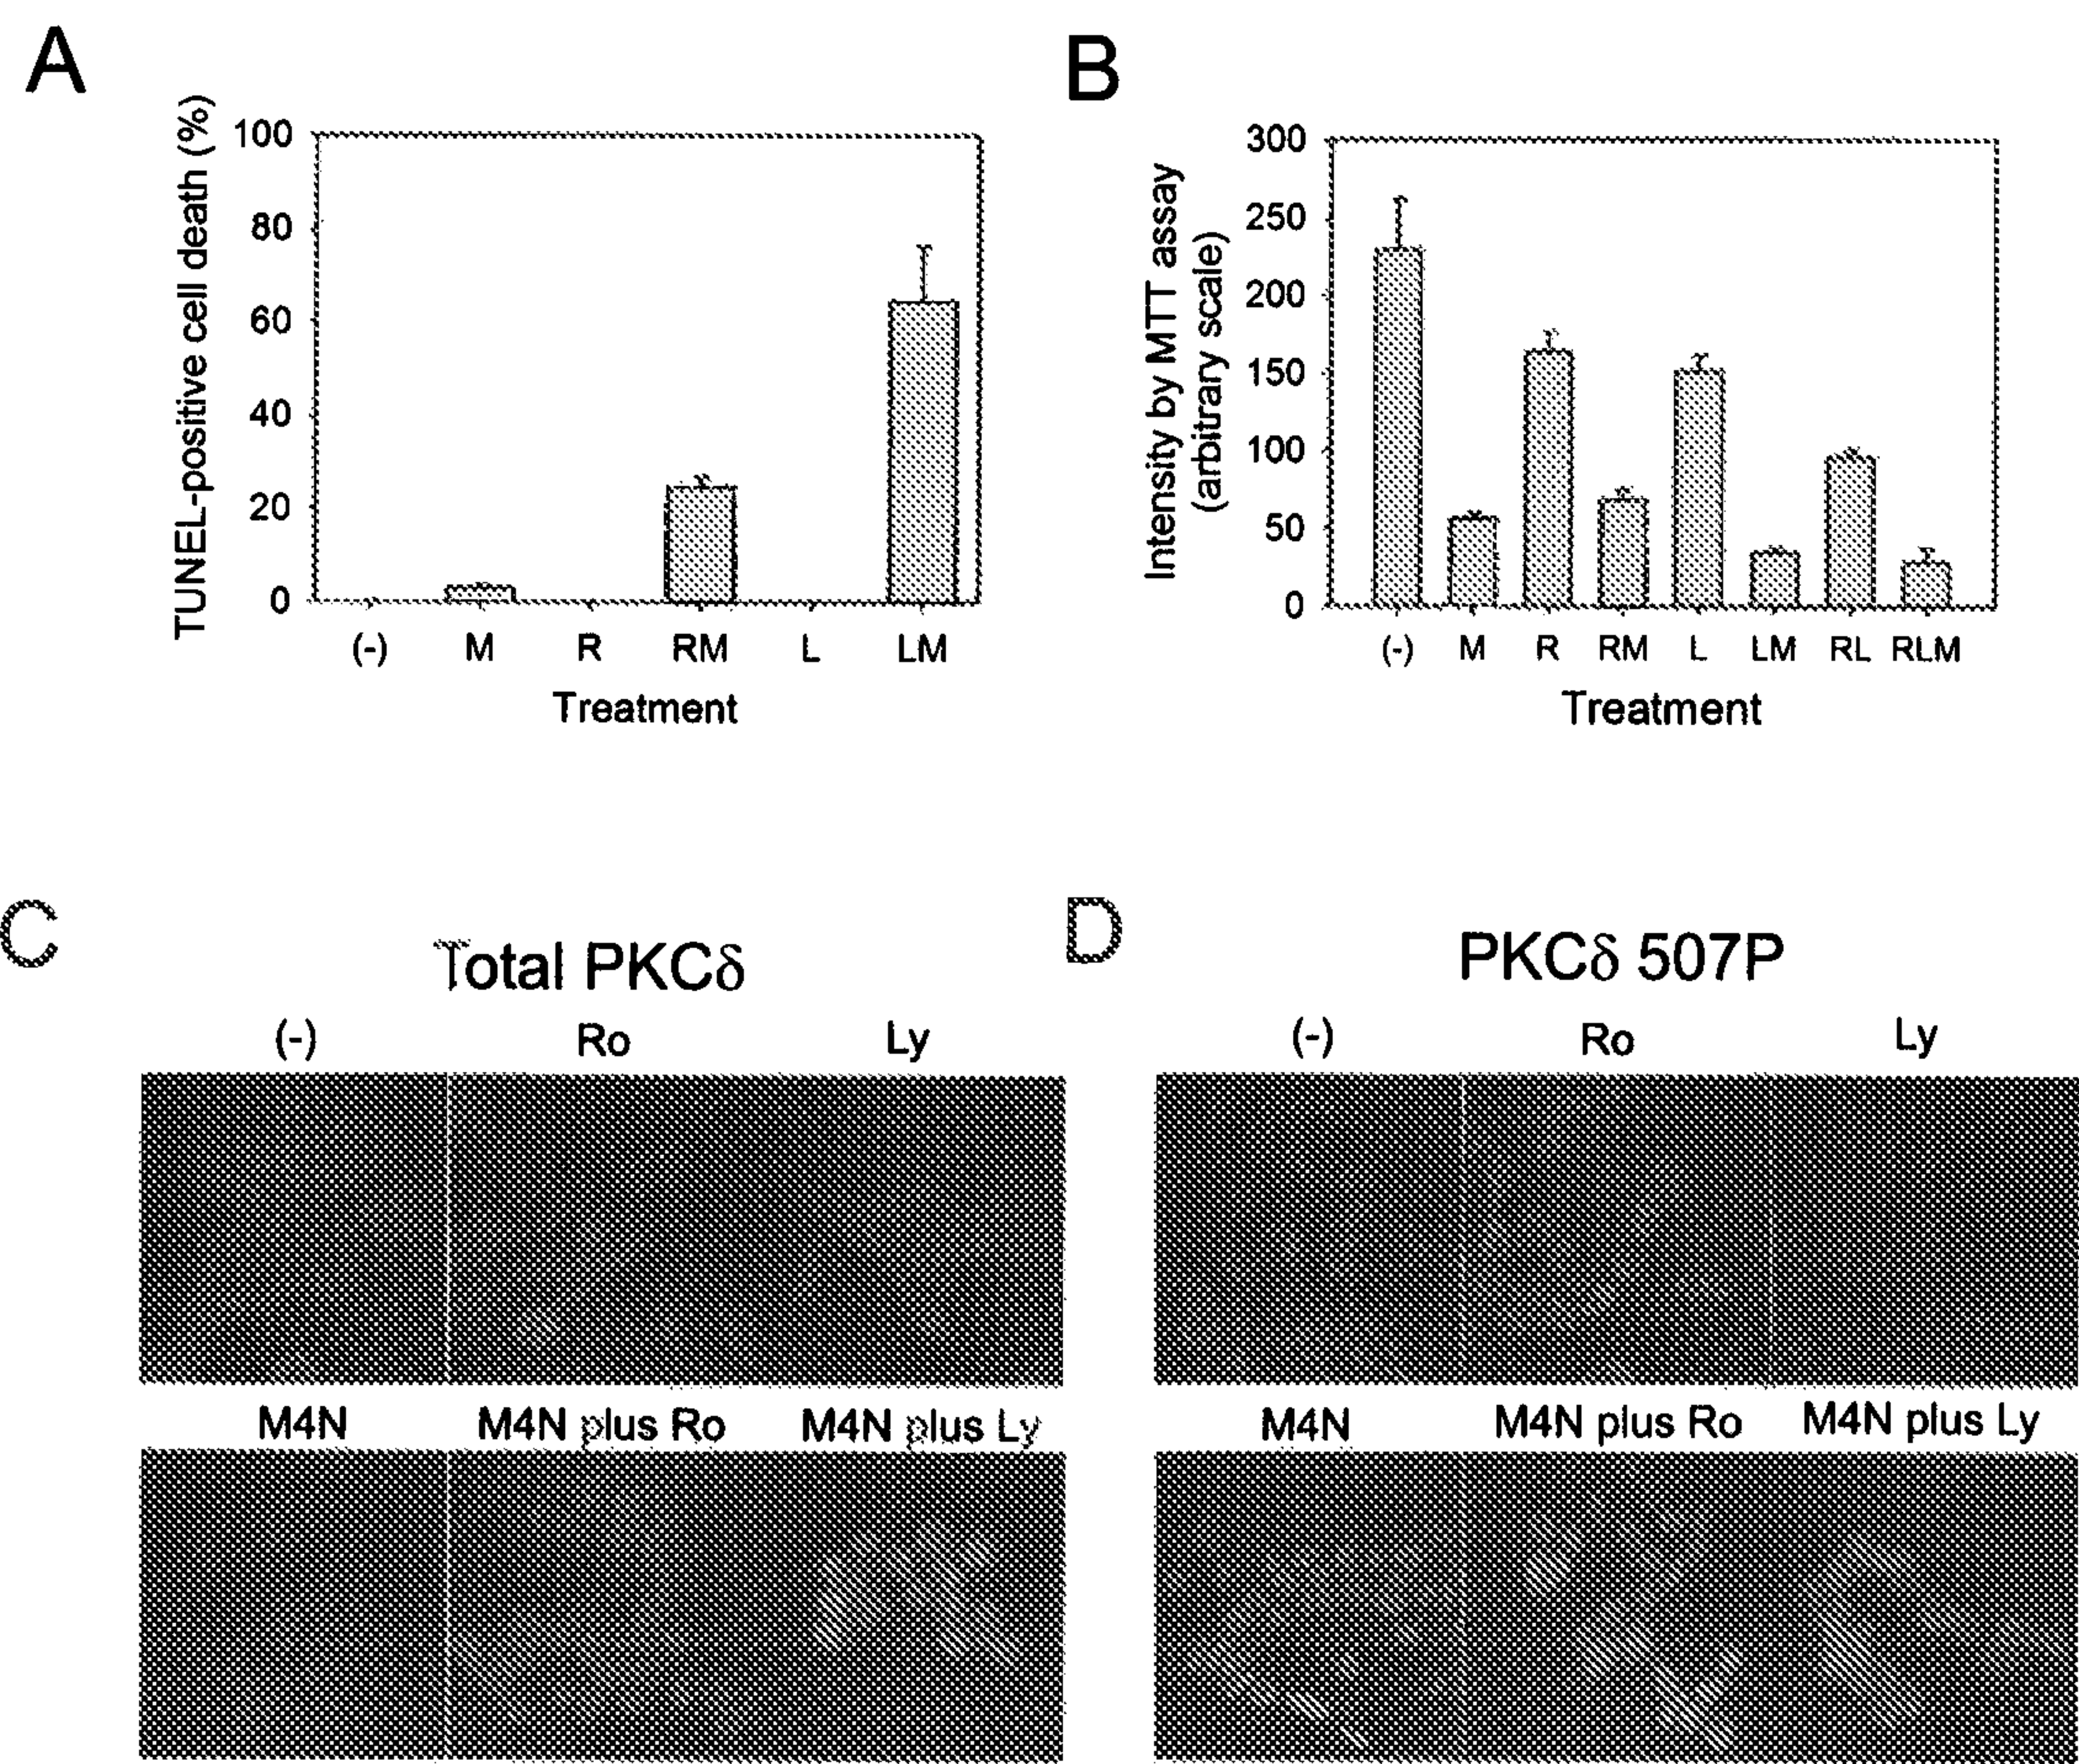 A
TUNEL-positive cell death (%)
100
80
60
40
20
0
(-) M R RM L LM
Treatment
B
Intensity by MTT assay
(arbitrary scale)
300
250
200
150
100
50
0
(-) M R RM L LM RL RLM
Treatment
C
Total PKCδ
(-) Ro Ly
M4N M4N plus Ro M4N plus Ly
D
PKCδ 507P
(-) Ro Ly
M4N M4N plus Ro M4N plus Ly